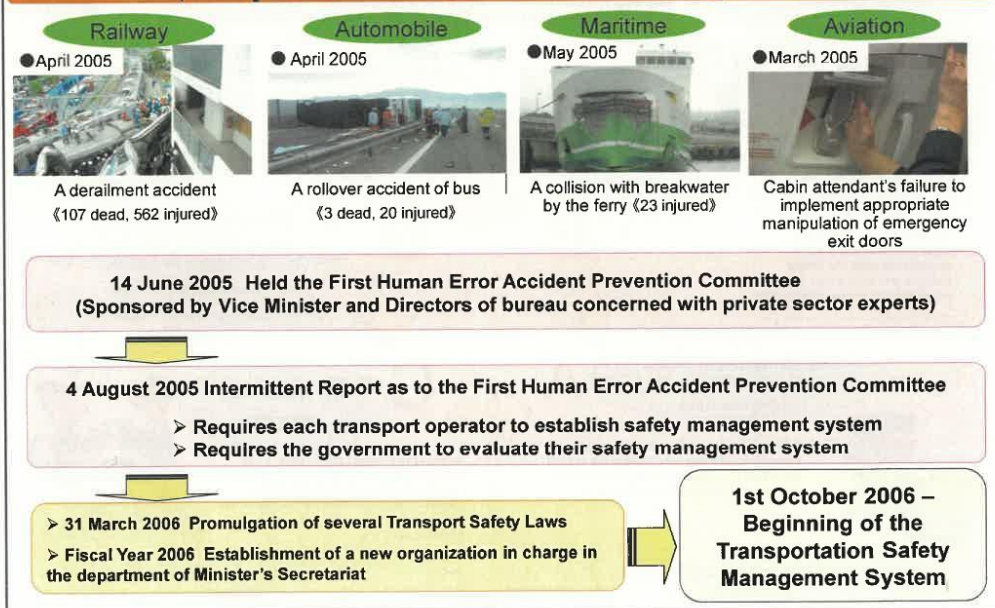 Railway
Automobile
Maritime
Aviation
●April 2005
● April 2005
●May 2005
●March 2005
A derailment accident
《107 dead, 562 injured》
A rollover accident of bus
《3 dead, 20 injured》
A collision with breakwater
by the ferry 《23 injured》
Cabin attendant's failure to
implement appropriate
manipulation of emergency
exit doors
14 June 2005 Held the First Human Error Accident Prevention Committee
(Sponsored by Vice Minister and Directors of bureau concerned with private sector experts)
4 August 2005 Intermittent Report as to the First Human Error Accident Prevention Committee
➢ Requires each transport operator to establish safety management system
➢ Requires the government to evaluate their safety management system
➢ 31 March 2006 Promulgation of several Transport Safety Laws
➢ Fiscal Year 2006 Establishment of a new organization in charge in
the department of Minister's Secretariat
1st October 2006 –
Beginning of the
Transportation Safety
Management System